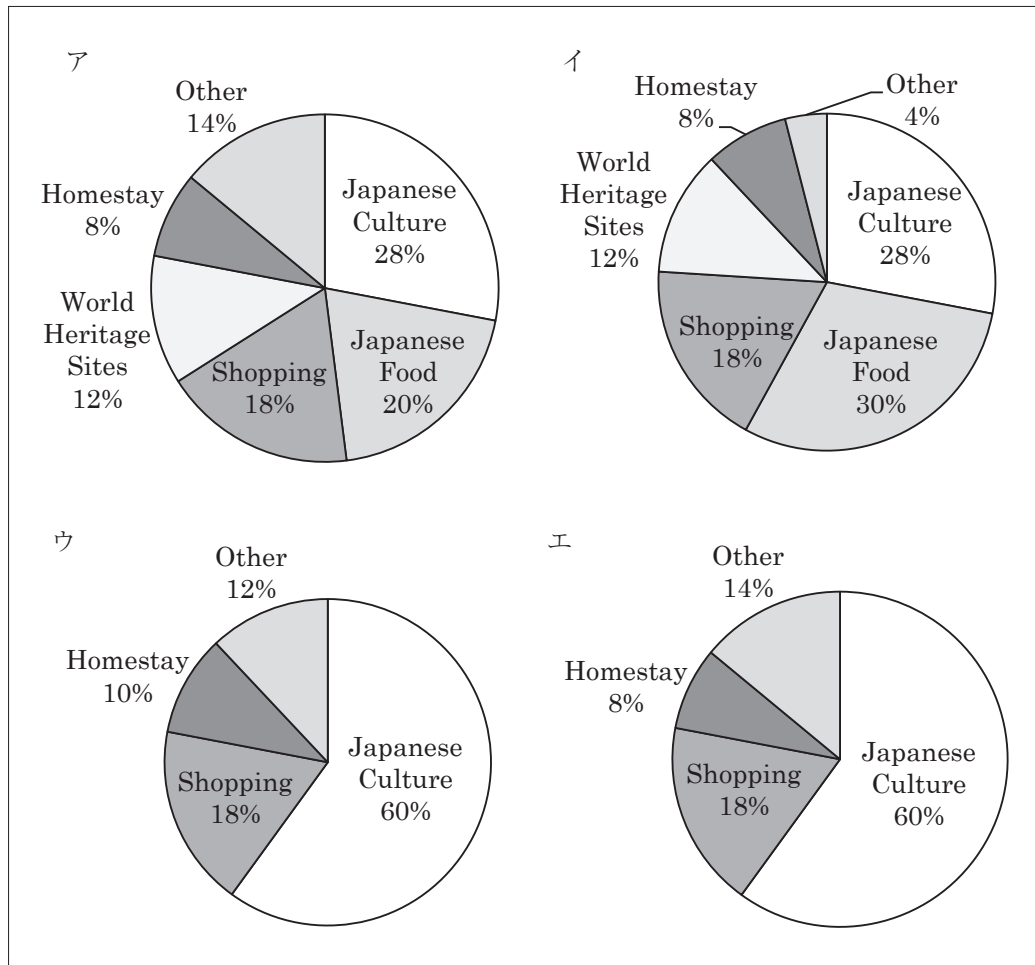 ア
Other
14%
Japanese
Culture
28%
Homestay
8%
World
Heritage
Sites
12%
Shopping
18%
Japanese
Food
20%
イ
Homestay
8%
Other
4%
World
Heritage
Sites
12%
Japanese
Culture
28%
Shopping
18%
Japanese
Food
30%
ウ
Other
12%
Homestay
10%
Shopping
18%
Japanese
Culture
60%
エ
Other
14%
Homestay
8%
Shopping
18%
Japanese
Culture
60%